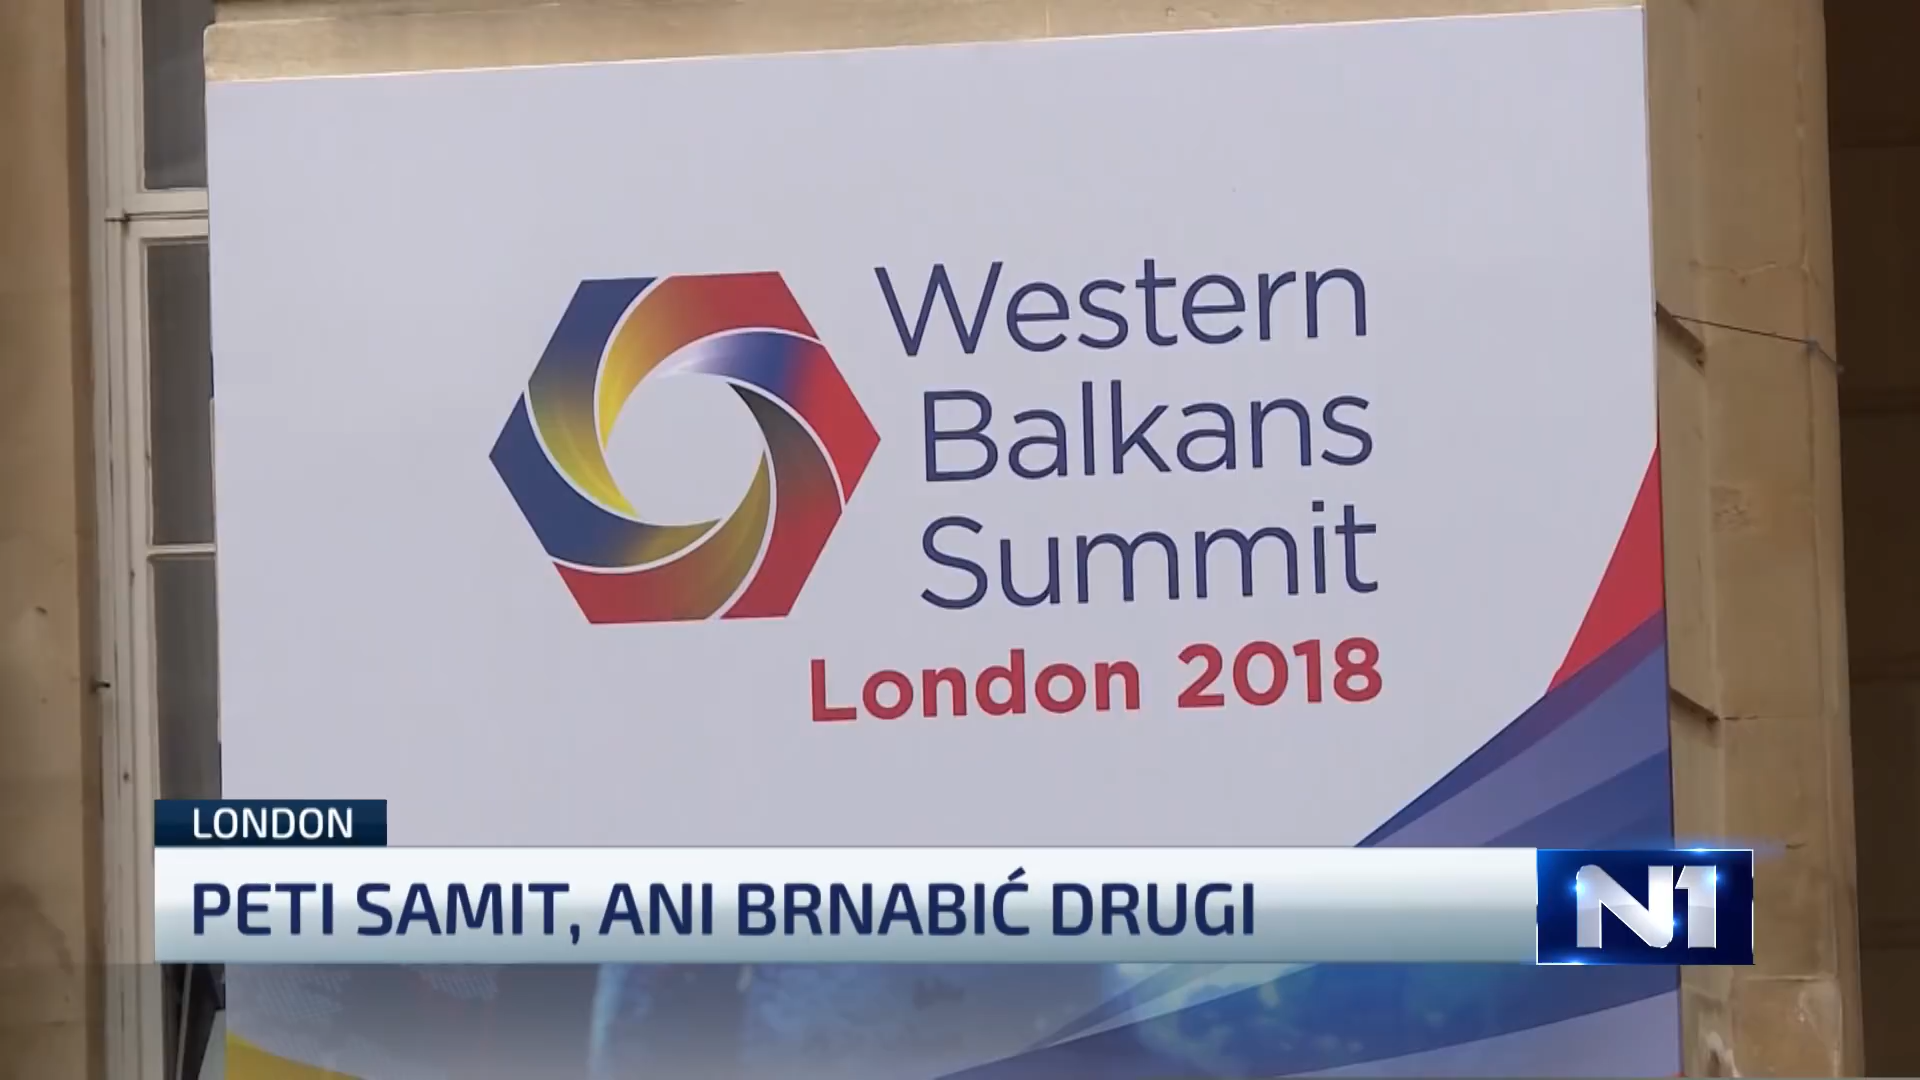 Western
Balkans
Summit
London 2018
LONDON
PETI SAMIT, ANI BRNABIĆ DRUGI
N1